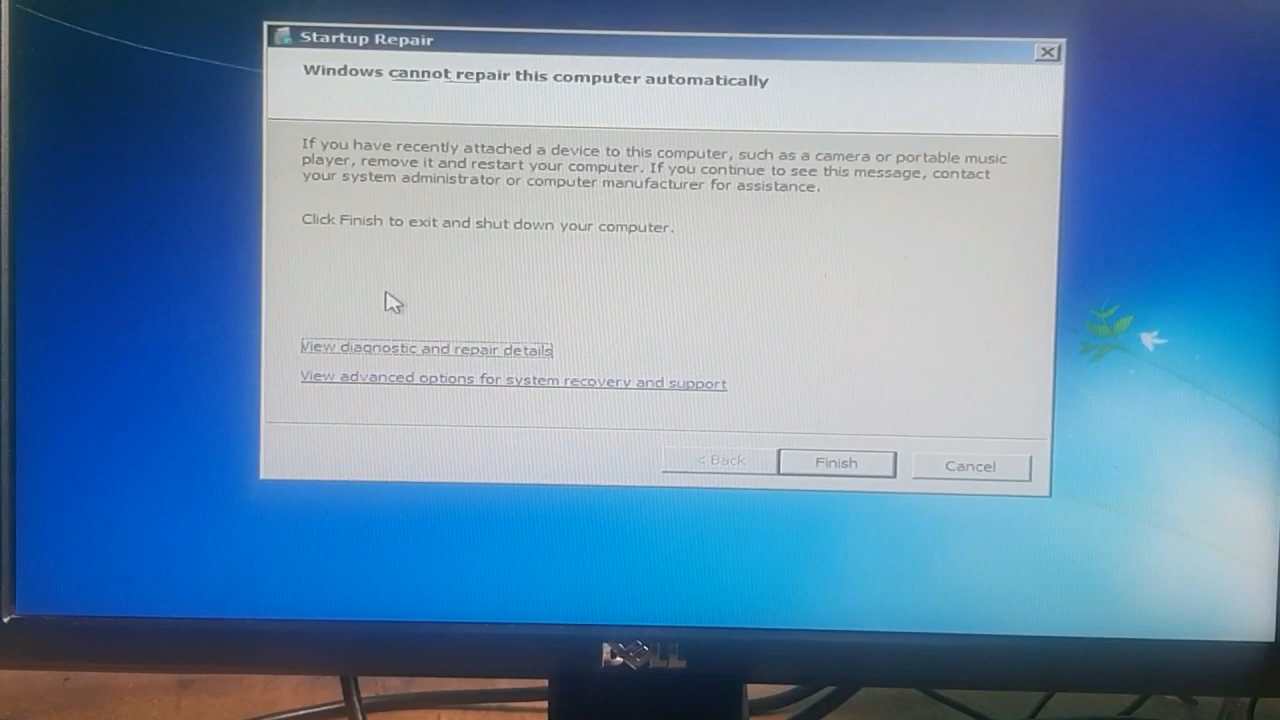 Startup Repair
Windows cannot repair this computer automatically
If you have recently attached a device to this computer, such as a camera or portable music
player, remove it and restart your computer. If you continue to see this message, contact
your system administrator or computer manufacturer for assistance.
Click Finish to exit and shut down your computer.
View diagnostic and repair details
View advanced options for system recovery and support
< Back
Finish
Cancel
DELL